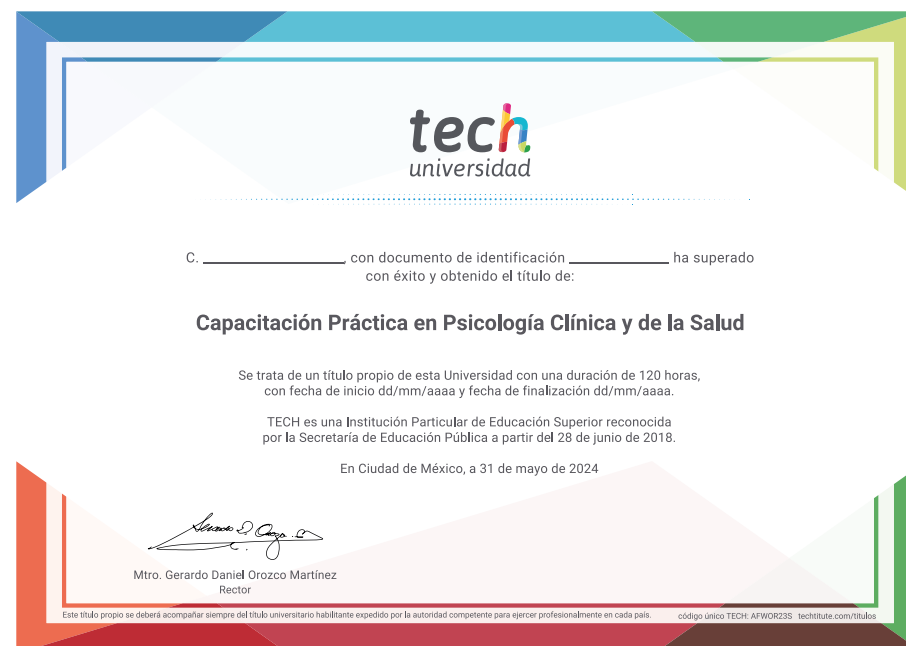 tech
universidad
C. ____________, con documento de identificación ____________ ha superado
con éxito y obtenido el título de:
Capacitación Práctica en Psicología Clínica y de la Salud
Se trata de un título propio de esta Universidad con una duración de 120 horas,
con fecha de inicio dd/mm/aaaa y fecha de finalización dd/mm/aaaa.
TECH es una Institución Particular de Educación Superior reconocida
por la Secretaría de Educación Pública a partir del 28 de junio de 2018.
En Ciudad de México, a 31 de mayo de 2024
Mtro. Gerardo Daniel Orozco Martínez
Rector
Este título propio se deberá acompañar siempre del título universitario habilitante expedido por la autoridad competente para ejercer profesionalmente en cada país.
código único TECH: AFWOR23S techtitute.com/titulos